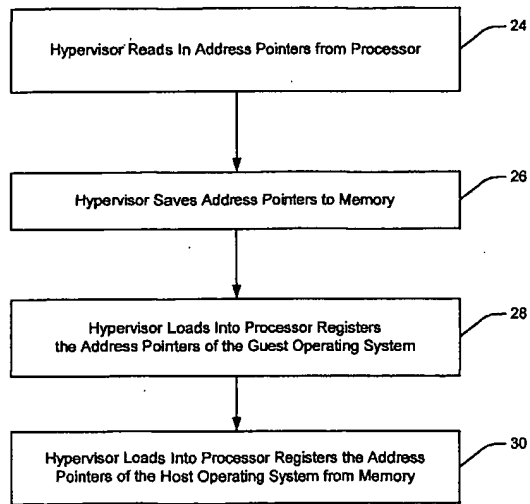 Hypervisor Reads In Address Pointers from Processor
24
Hypervisor Saves Address Pointers to Memory
26
Hypervisor Loads Into Processor Registers
the Address Pointers of the Guest Operating System
28
Hypervisor Loads Into Processor Registers the Address
Pointers of the Host Operating System from Memory
30